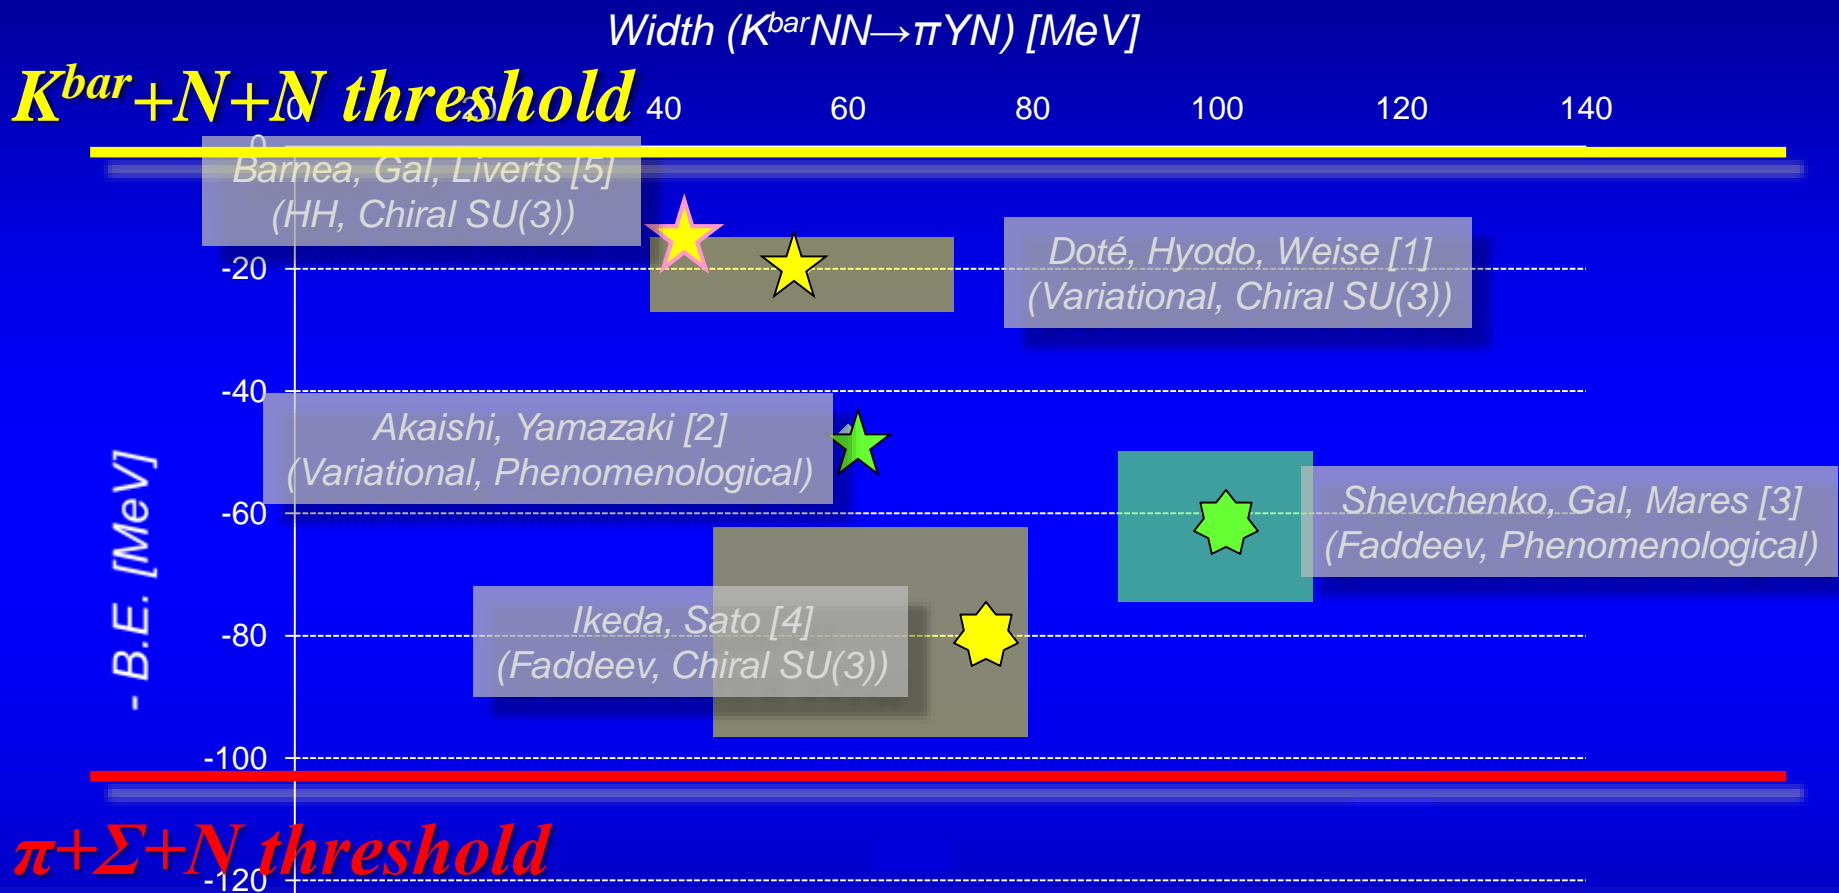 Width (K^bar NN→πYN) [MeV]
K^bar+N+N threshold
0 20 40 60 80 100 120 140
0
Barnea, Gal, Liverts [5]
(HH, Chiral SU(3))
Doté, Hyodo, Weise [1]
(Variational, Chiral SU(3))
-20
-40
Akaishi, Yamazaki [2]
(Variational, Phenomenological)
- B.E. [MeV]
-60
Shevchenko, Gal, Mares [3]
(Faddeev, Phenomenological)
Ikeda, Sato [4]
(Faddeev, Chiral SU(3))
-80
-100
π+Σ+N threshold
-120